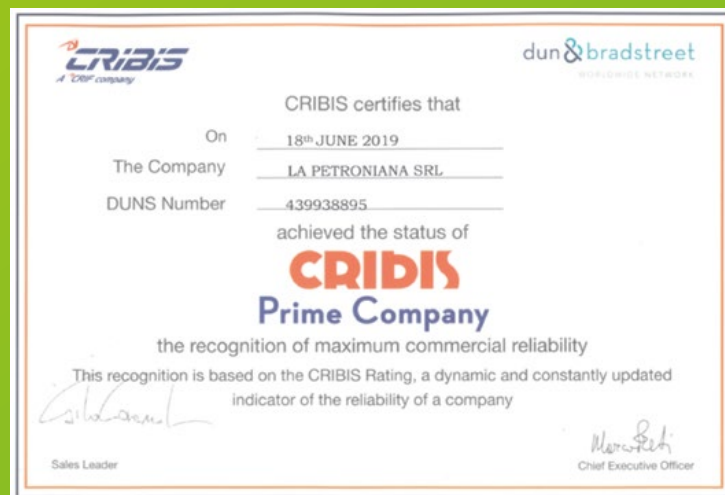 CRIBIS
A CRIF company
dun & bradstreet
WORLDWIDE NETWORK
CRIBIS certifies that
On 18th JUNE 2019
The Company LA PETRONIANA SRL
DUNS Number 439938895
achieved the status of
CRIBIS
Prime Company
the recognition of maximum commercial reliability
This recognition is based on the CRIBIS Rating, a dynamic and constantly updated
indicator of the reliability of a company
Sales Leader
Chief Executive Officer